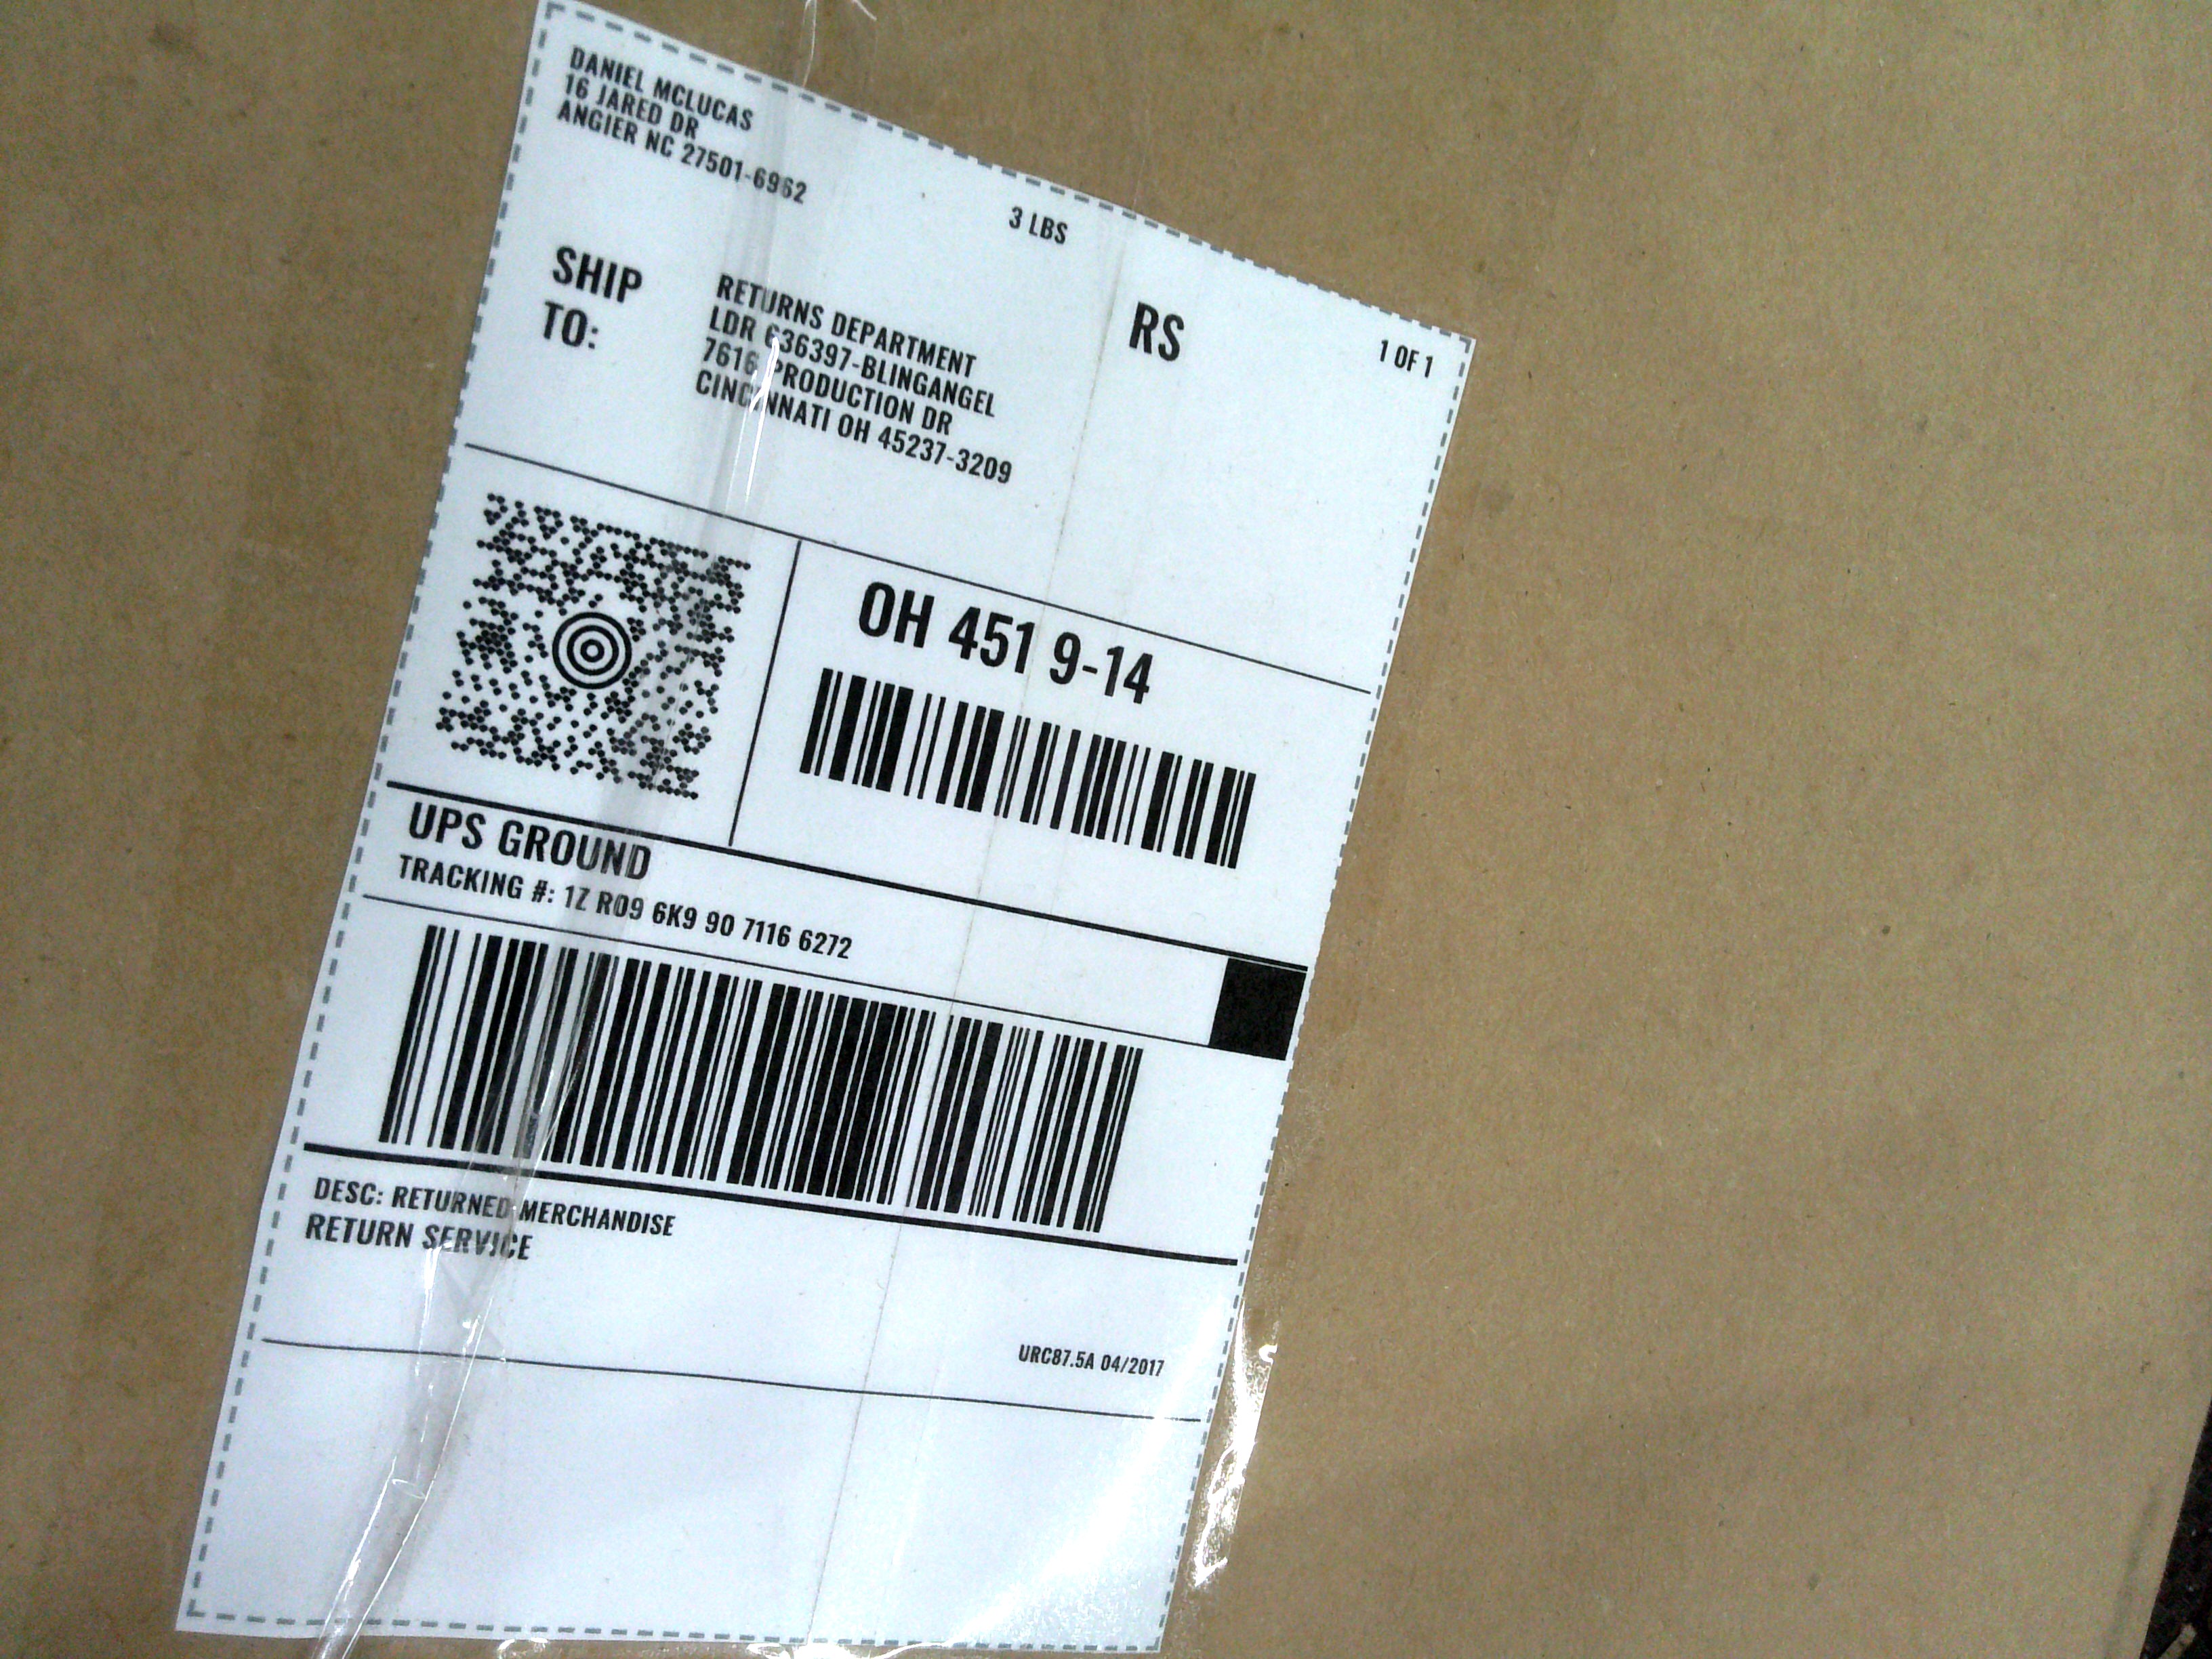 DANIEL MCLUCAS
16 JARED DR
ANGIER NC 27501-6962
3 LBS
RS
1 OF 1
SHIP
TO:
RETURNS DEPARTMENT
LDR 636397-BLINGANGEL
7616 PRODUCTION DR
CINCINNATI OH 45237-3209
OH 451 9-14
UPS GROUND
TRACKING #: 1Z R09 6K9 90 7116 6272
DESC: RETURNED MERCHANDISE
RETURN SERVICE
URC87.5A 04/2017